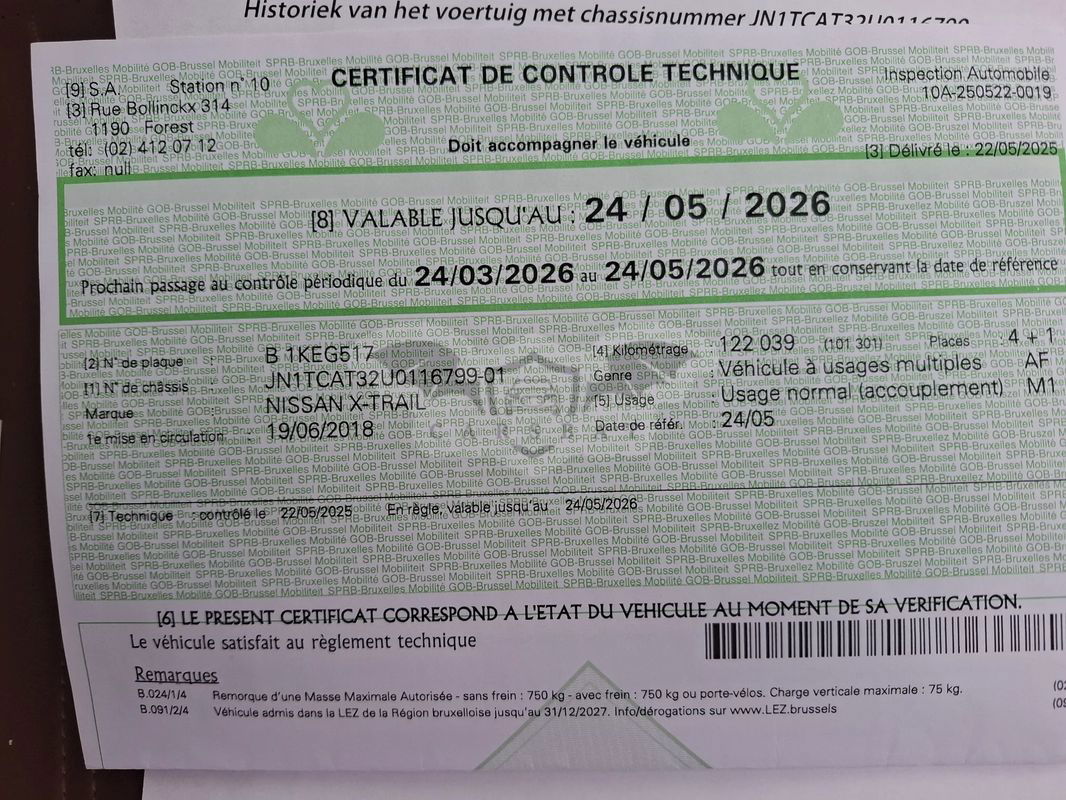 Historiek van het voertuig met chassisnummer JN1TCAT32U0116799
[9] S.A. Station n° 10
CERTIFICAT DE CONTROLE TECHNIQUE
Inspection Automobile
[3] Rue Bollinckx 314
10A-250522-0019
1190 Forest
tél: (02) 412 07 12
Doit accompagner le véhicule
[3] Délivré le : 22/05/2025
fax: null
[8] VALABLE JUSQU'AU : 24 / 05 / 2026
Prochain passage au contrôle périodique du 24/03/2026 au 24/05/2026 tout en conservant la date de référence
[2] N° de plaque : B 1KEG517
[4] Kilométrage : 122 039 (101 301) Places : 4 + 1
[1] N° de châssis : JN1TCAT32U0116799-01
Genre : Véhicule à usages multiples AF
Marque : NISSAN X-TRAIL
[5] Usage : Usage normal (accouplement) M1
1e mise en circulation : 19/06/2018
Date de référ. : 24/05
[7] Technique : contrôlé le 22/05/2025 En règle, valable jusqu'au 24/05/2026
[6] LE PRESENT CERTIFICAT CORRESPOND A L'ETAT DU VEHICULE AU MOMENT DE SA VERIFICATION.
Le véhicule satisfait au règlement technique
Remarques
B.024/1/4 Remorque d'une Masse Maximale Autorisée - sans frein : 750 kg - avec frein : 750 kg ou porte-vélos. Charge verticale maximale : 75 kg.
B.091/2/4 Véhicule admis dans la LEZ de la Région bruxelloise jusqu'au 31/12/2027. Info/dérogations sur www.LEZ.brussels